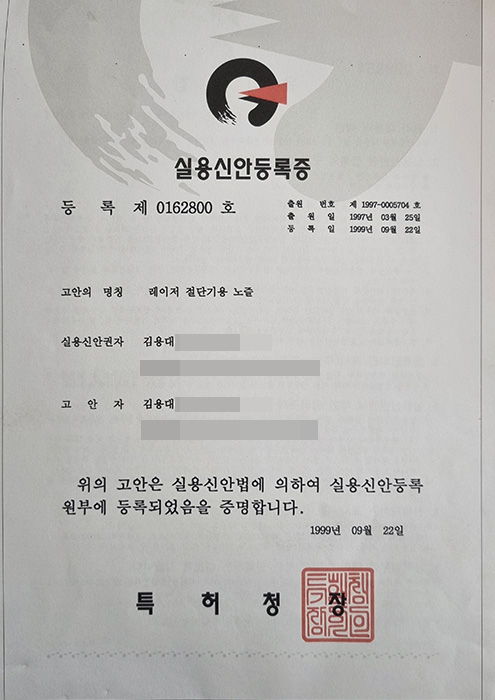 실용신안등록증
등 록 제 0162800 호
출원 번호 제 1997-0005704 호
출 원 일 1997년 03월 25일
등 록 일 1999년 09월 22일
고안의 명칭 레이저 절단기용 노즐
실용신안권자 김용대
고 안 자 김용대
위의 고안은 실용신안법에 의하여 실용신안등록
원부에 등록되었음을 증명합니다.
1999년 09월 22일
특 허 청 장